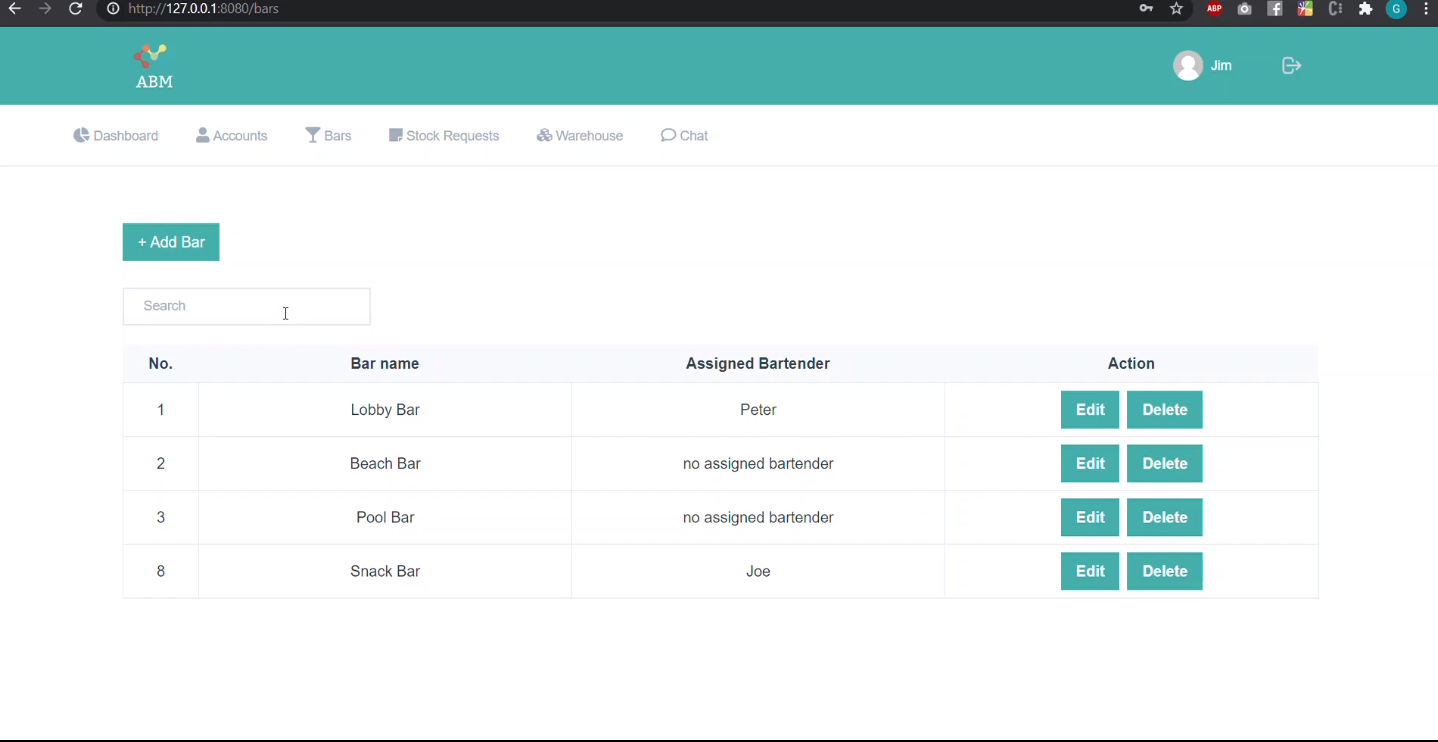 http://127.0.0.1:8080/bars
ABP
G
ABM
Jim
Dashboard Accounts Bars Stock Requests Warehouse Chat
+ Add Bar
Search
No. Bar name Assigned Bartender Action
1 Lobby Bar Peter Edit Delete
2 Beach Bar no assigned bartender Edit Delete
3 Pool Bar no assigned bartender Edit Delete
8 Snack Bar Joe Edit Delete